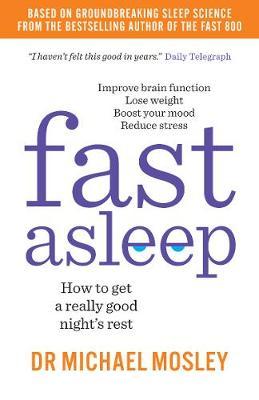 BASED ON GROUNDBREAKING SLEEP SCIENCE
FROM THE BESTSELLING AUTHOR OF THE FAST 800
“I haven’t felt this good in years.” Daily Telegraph
Improve brain function
Lose weight
Boost your mood
Reduce stress
fast
asleep
How to get
a really good
night’s rest
DR MICHAEL MOSLEY